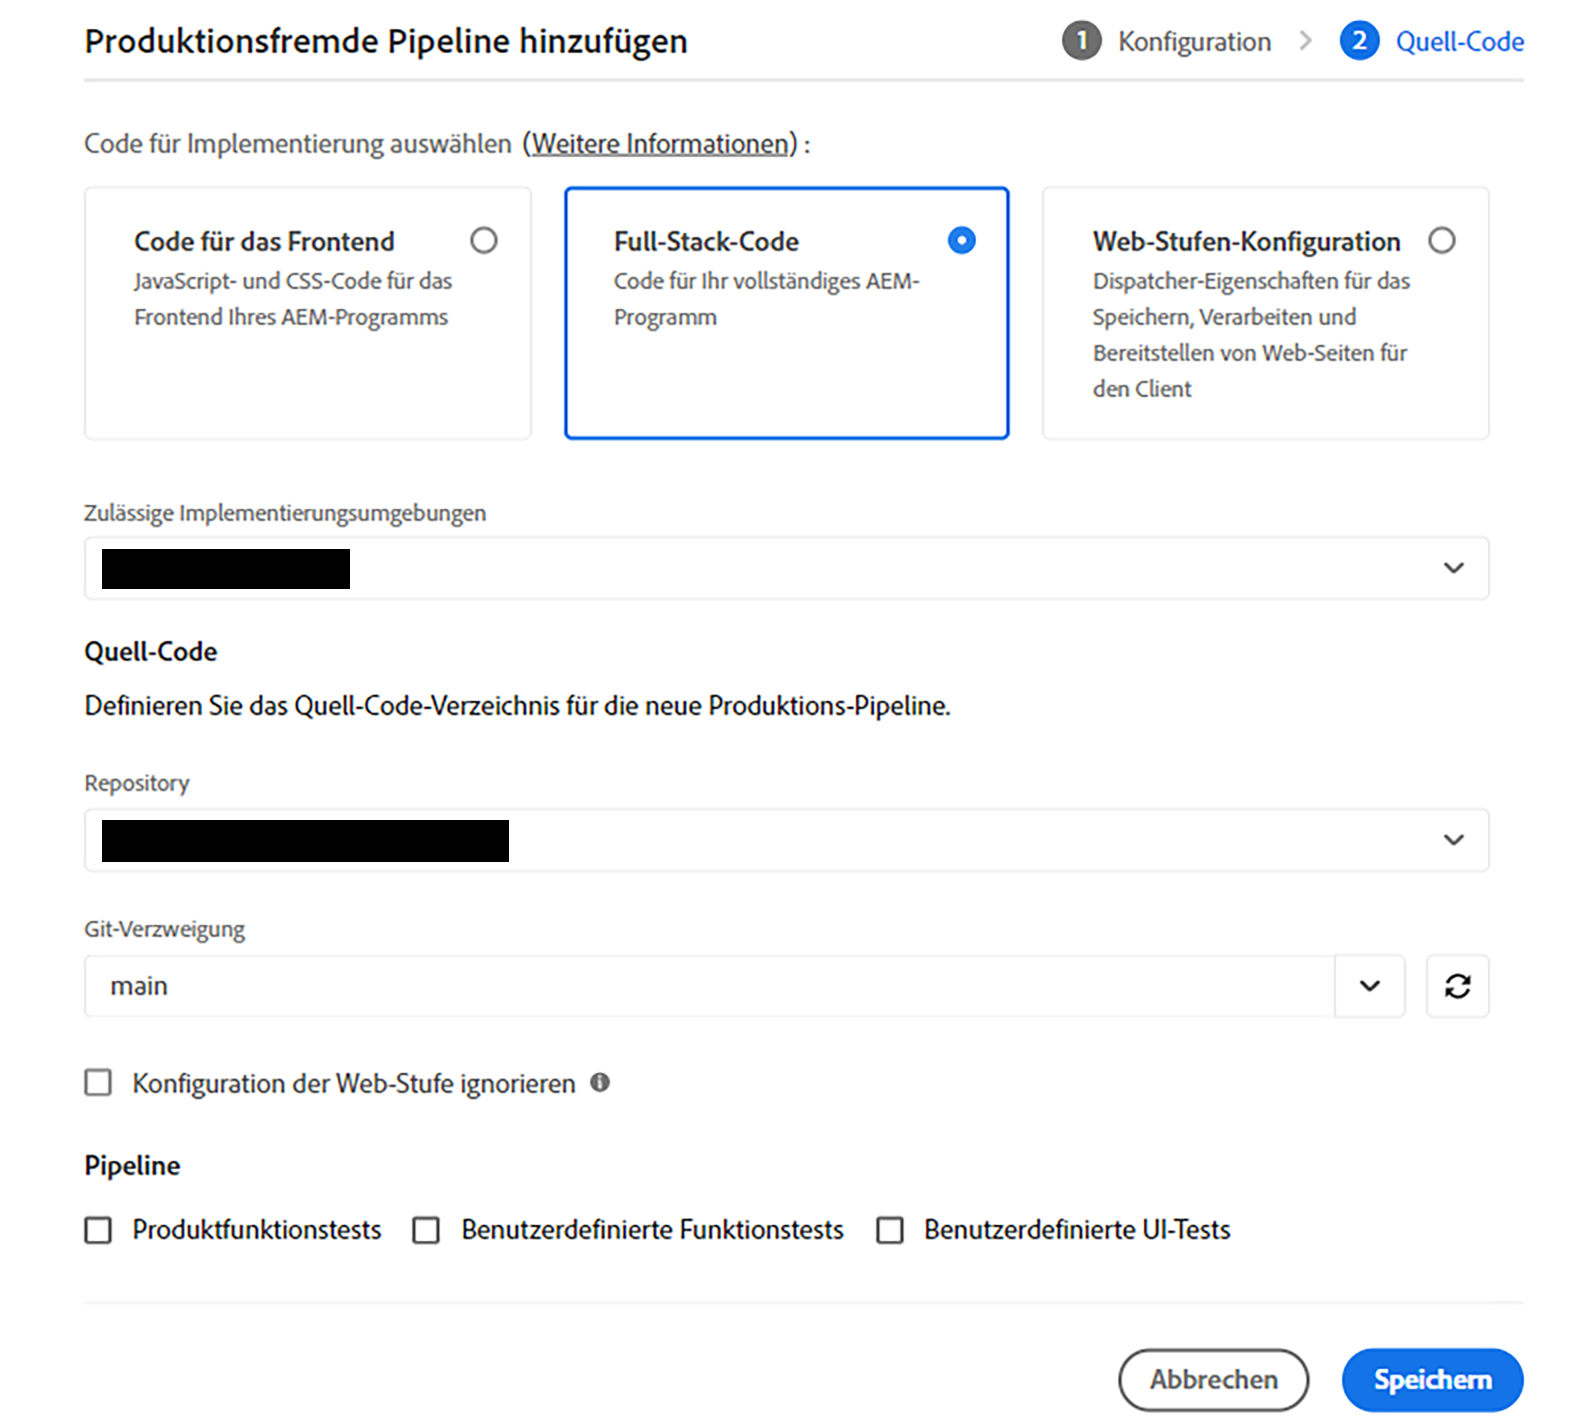 Produktionsfremde Pipeline hinzufügen
1 Konfiguration 2 Quell-Code
Code für Implementierung auswählen (Weitere Informationen) :
Code für das Frontend
JavaScript- und CSS-Code für das
Frontend Ihres AEM-Programms
Full-Stack-Code
Code für Ihr vollständiges AEM-
Programm
Web-Stufen-Konfiguration
Dispatcher-Eigenschaften für das
Speichern, Verarbeiten und
Bereitstellen von Web-Seiten für
den Client
Zulässige Implementierungsumgebungen
Quell-Code
Definieren Sie das Quell-Code-Verzeichnis für die neue Produktions-Pipeline.
Repository
Git-Verzweigung
main
Konfiguration der Web-Stufe ignorieren
Pipeline
Produktfunktionstests Benutzerdefinierte Funktionstests Benutzerdefinierte UI-Tests
Abbrechen Speichern